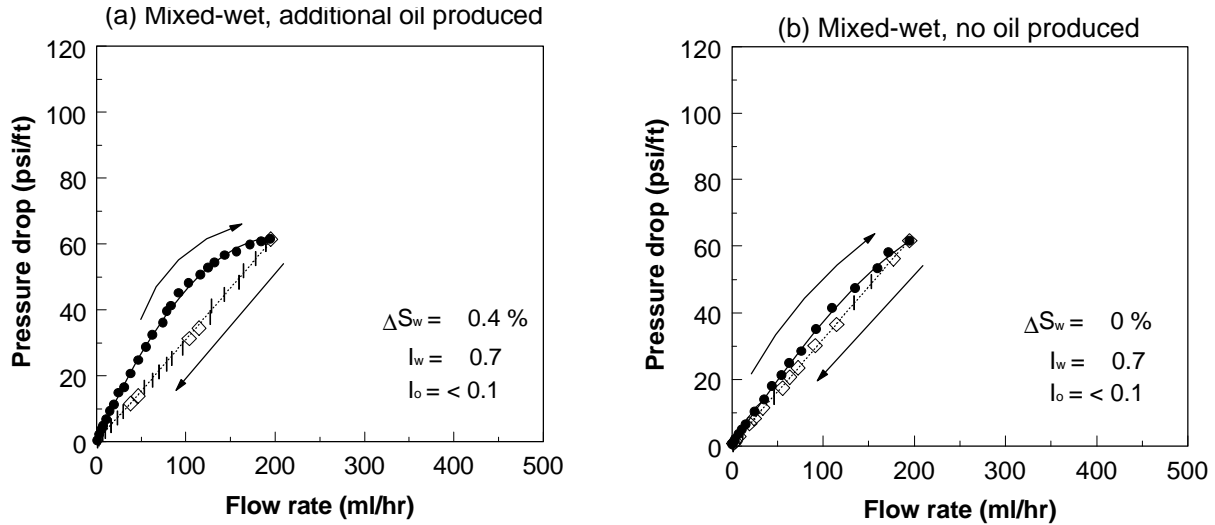 (a) Mixed-wet, additional oil produced
120
100
80
60
40
20
0
Pressure drop (psi/ft)
ΔSw = 0.4 %
Iw = 0.7
Io = < 0.1
0 100 200 300 400 500
Flow rate (ml/hr)
(b) Mixed-wet, no oil produced
120
100
80
60
40
20
0
Pressure drop (psi/ft)
ΔSw = 0 %
Iw = 0.7
Io = < 0.1
0 100 200 300 400 500
Flow rate (ml/hr)